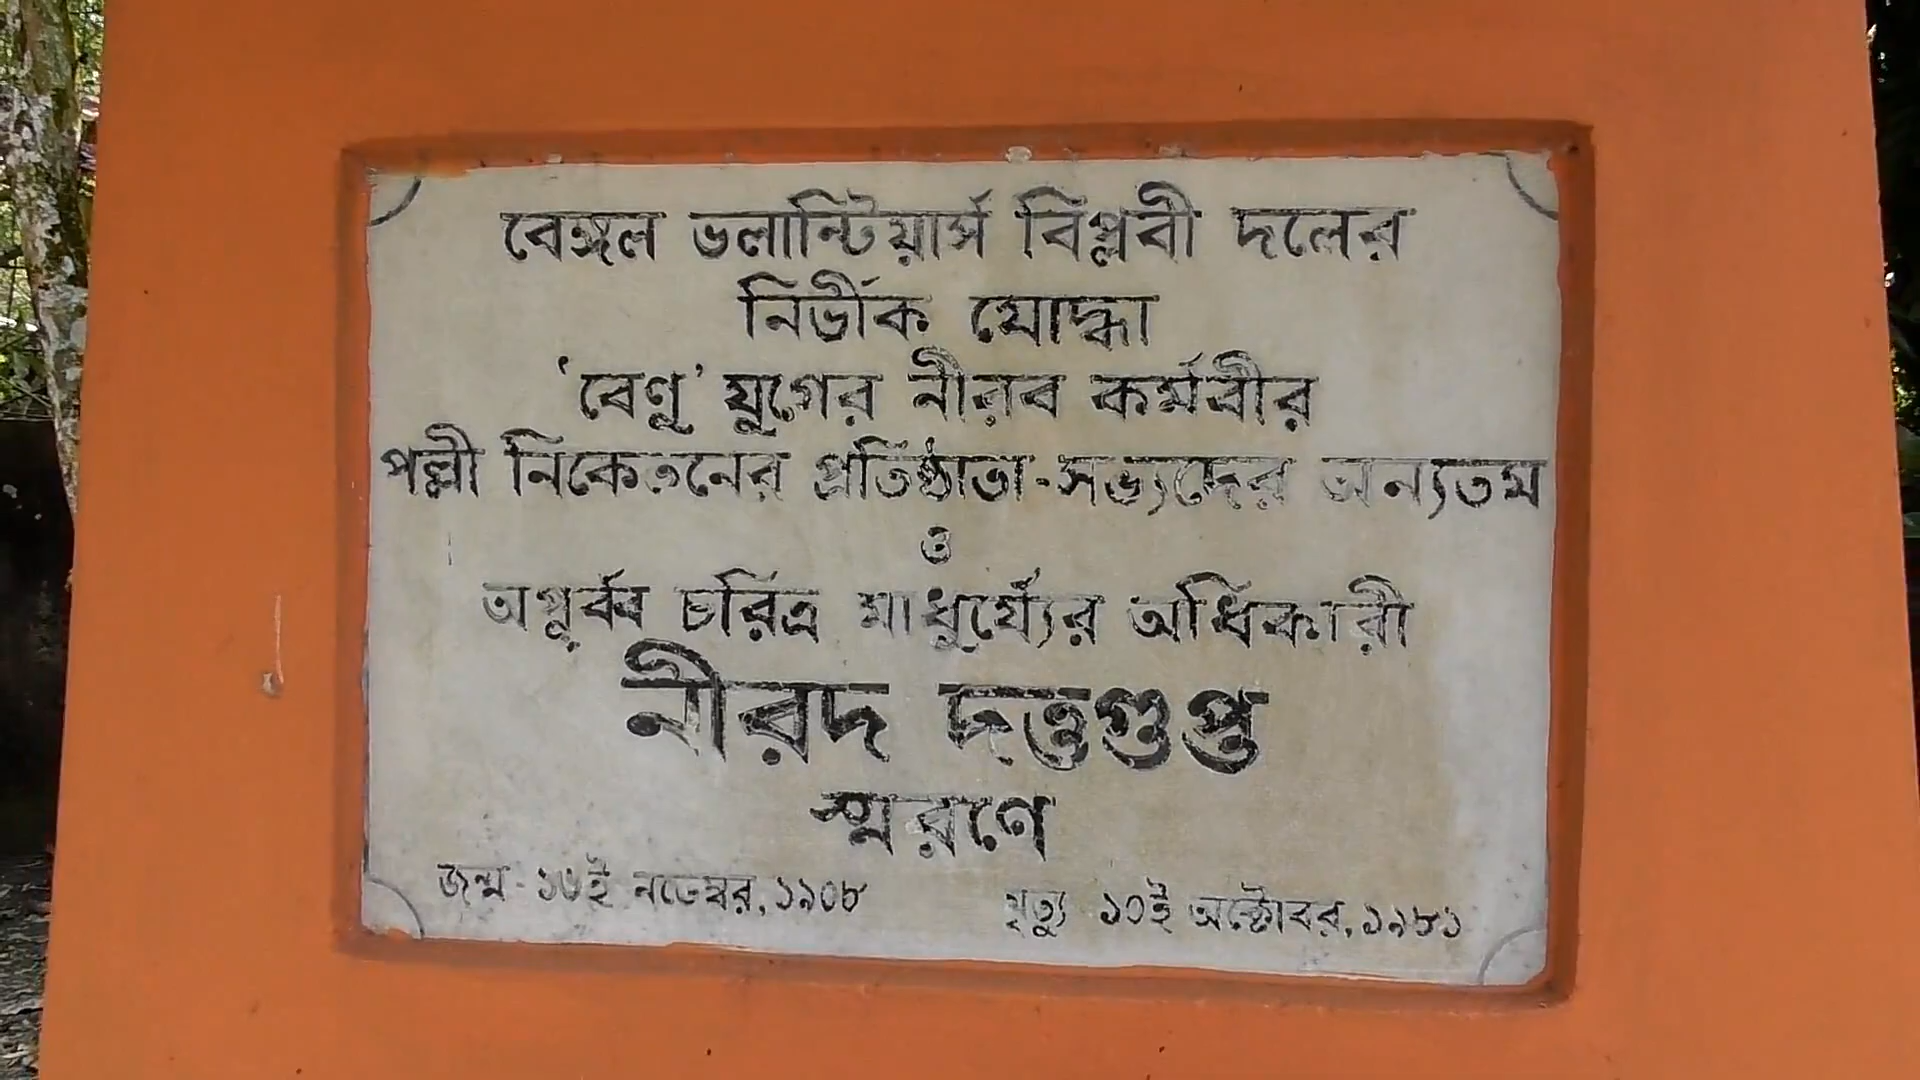 বেঙ্গল ভলান্টিয়ার্স বিপ্লবী দলের
নির্ভীক যোদ্ধা
'বেণু' যুগের নীরব কর্মবীর
পল্লী নিকেতনের প্রতিষ্ঠাতা-সভ্যদের অন্যতম
ও
অপূর্ব্ব চরিত্র মাধুর্য্যের অধিকারী
নীরদ দত্তগুপ্ত
স্মরণে
জন্ম - ১৬ই নভেম্বর, ১৯০৮ মৃত্যু ১০ই অক্টোবর, ১৯৮১